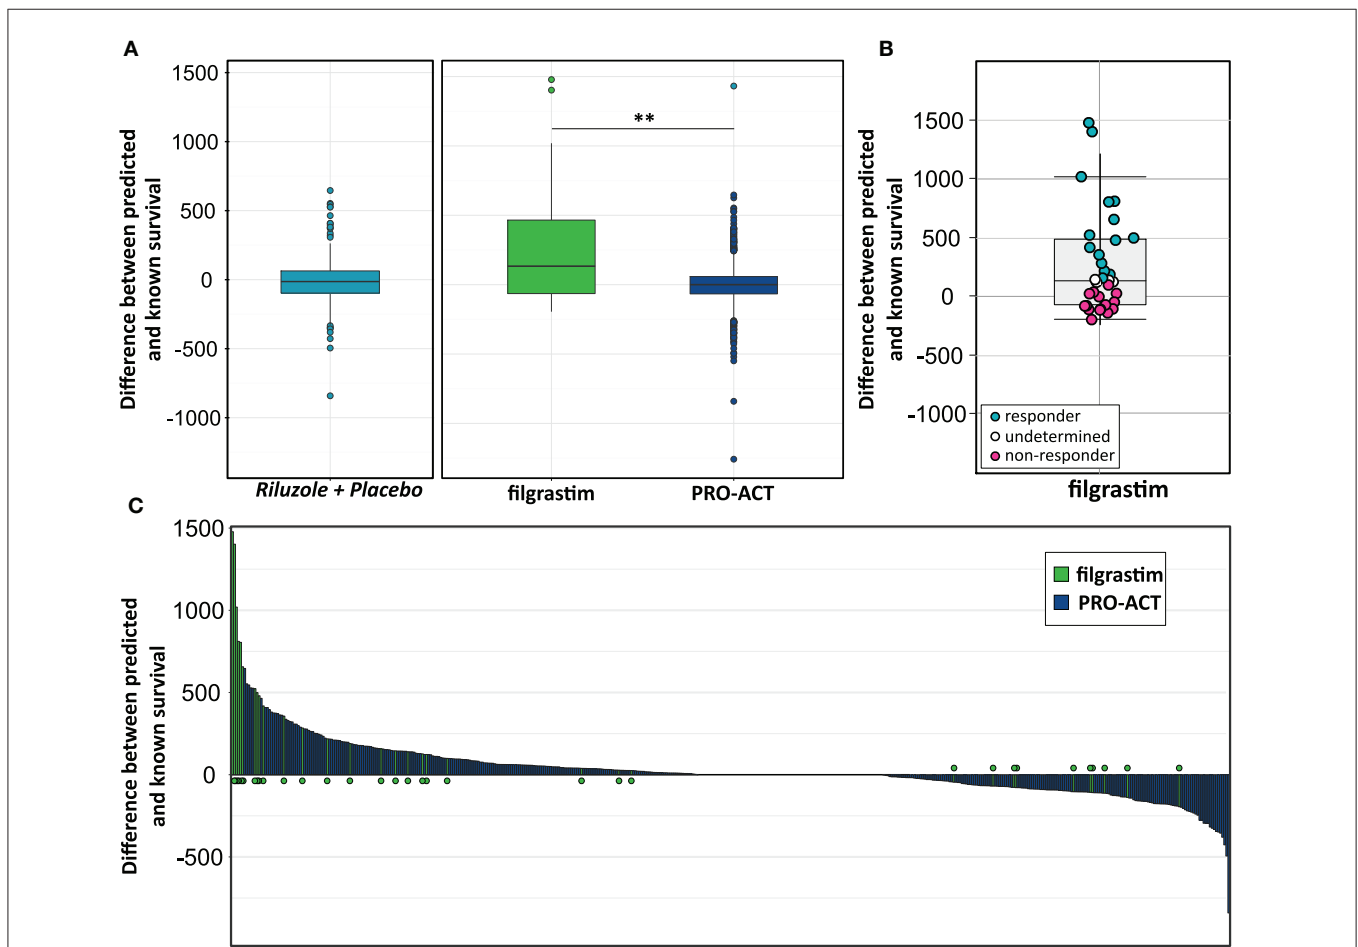 A
Difference between predicted
and known survival
1500
1000
500
0
-500
-1000
**
Riluzole + Placebo
filgrastim
PRO-ACT
B
Difference between predicted
and known survival
1500
1000
500
0
-500
-1000
responder
undetermined
non-responder
filgrastim
C
Difference between predicted
and known survival
1500
1000
500
0
-500
filgrastim
PRO-ACT